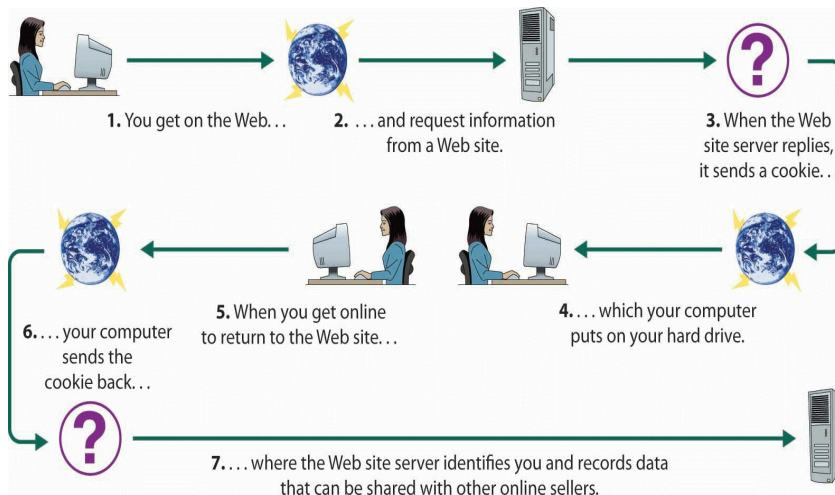 1. You get on the Web. . .
2. . . . and request information
from a Web site.
3. When the Web
site server replies,
it sends a cookie. . .
4. . . . which your computer
puts on your hard drive.
5. When you get online
to return to the Web site. . .
6. . . . your computer
sends the
cookie back. . .
7. . . . where the Web site server identifies you and records data
that can be shared with other online sellers.
?
?